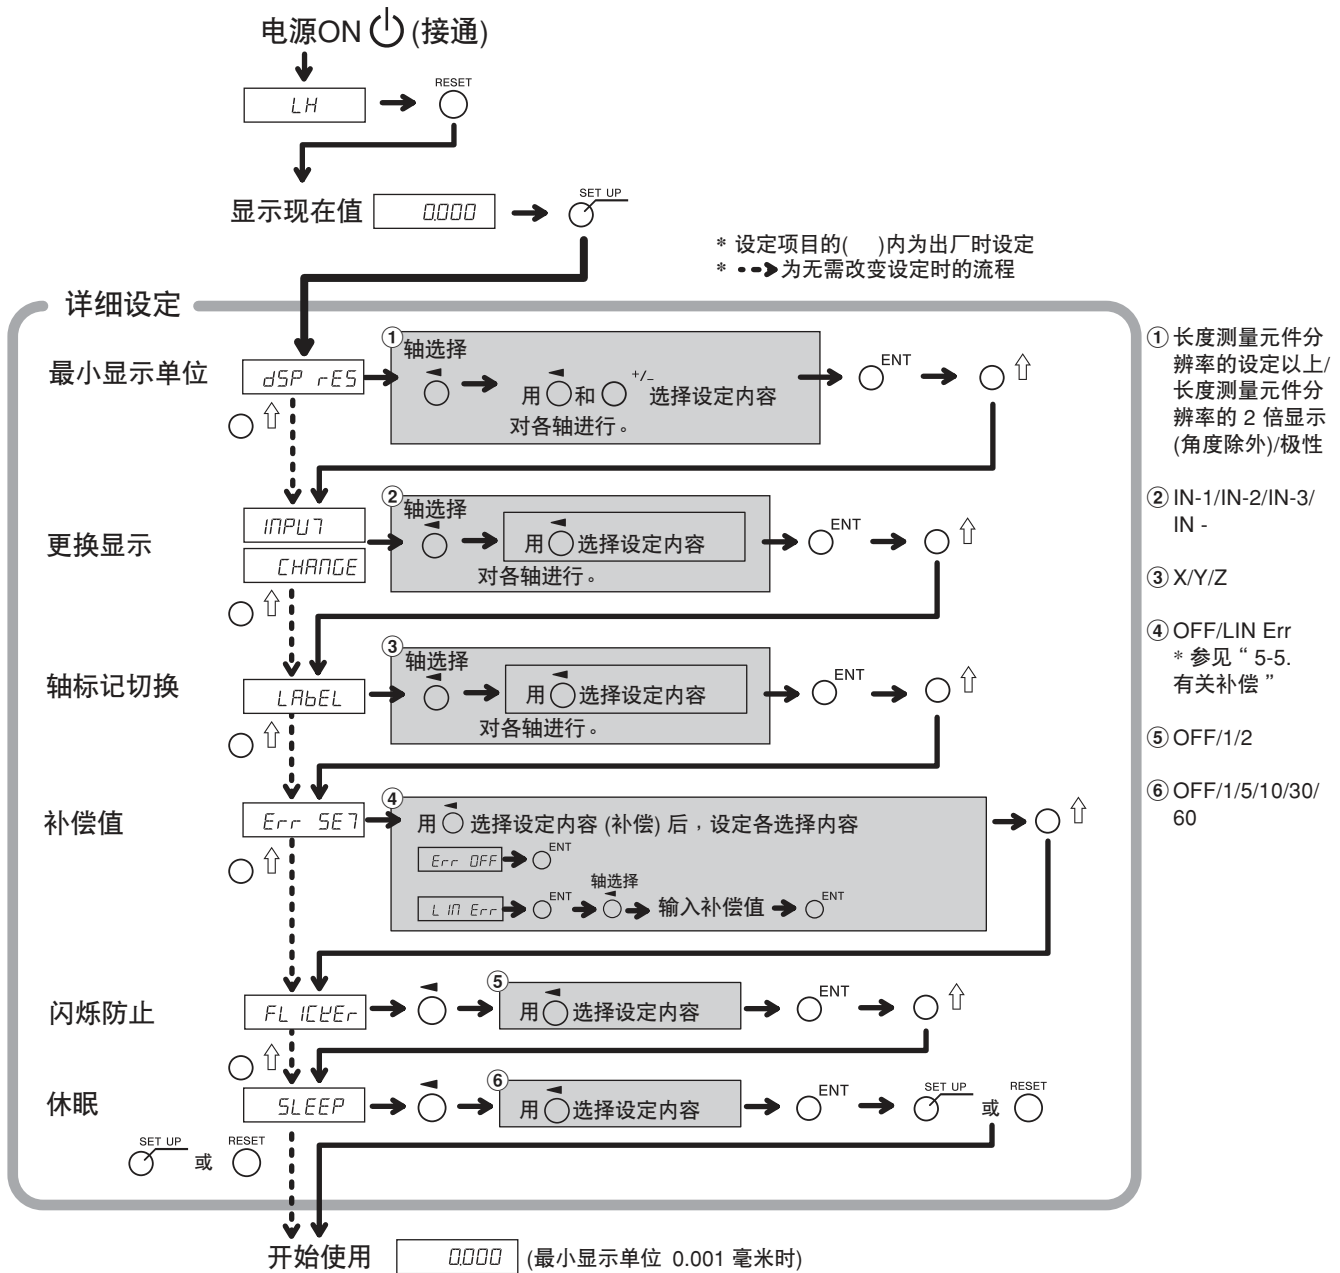 电源ON (接通)
LH
RESET
显示现在值
0.000
SET UP
* 设定项目的( )内为出厂时设定
* 为无需改变设定时的流程
详细设定
最小显示单位
dSP rES
①
轴选择
用 和 +/- 选择设定内容
对各轴进行。
ENT
更换显示
INPUT
CHANGE
②
轴选择
用 选择设定内容
对各轴进行。
ENT
轴标记切换
LAbEL
③
轴选择
用 选择设定内容
对各轴进行。
ENT
补偿值
Err SET
④
用 选择设定内容 (补偿) 后，设定各选择内容
Err OFF
ENT
LIN Err
ENT
轴选择
输入补偿值
ENT
闪烁防止
FLICKEr
⑤
用 选择设定内容
ENT
休眠
SLEEP
⑥
用 选择设定内容
ENT
SET UP
或
RESET
SET UP
或
RESET
开始使用
0.000
(最小显示单位 0.001 毫米时)
① 长度测量元件分
辨率的设定以上/
长度测量元件分
辨率的 2 倍显示
(角度除外)/极性
② IN-1/IN-2/IN-3/
IN -
③ X/Y/Z
④ OFF/LIN Err
* 参见“ 5-5.
有关补偿 ”
⑤ OFF/1/2
⑥ OFF/1/5/10/30/
60